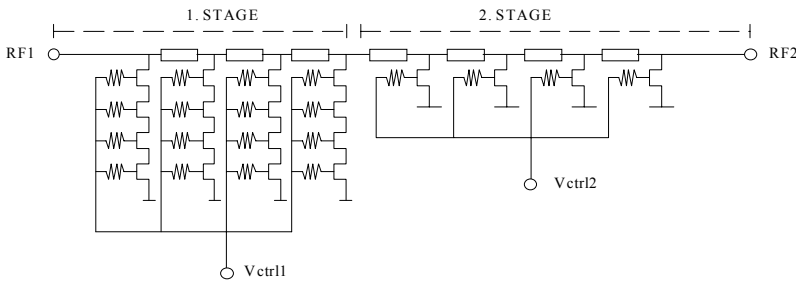 1. STAGE
2. STAGE
RF1
RF2
Vctrl2
Vctrl1